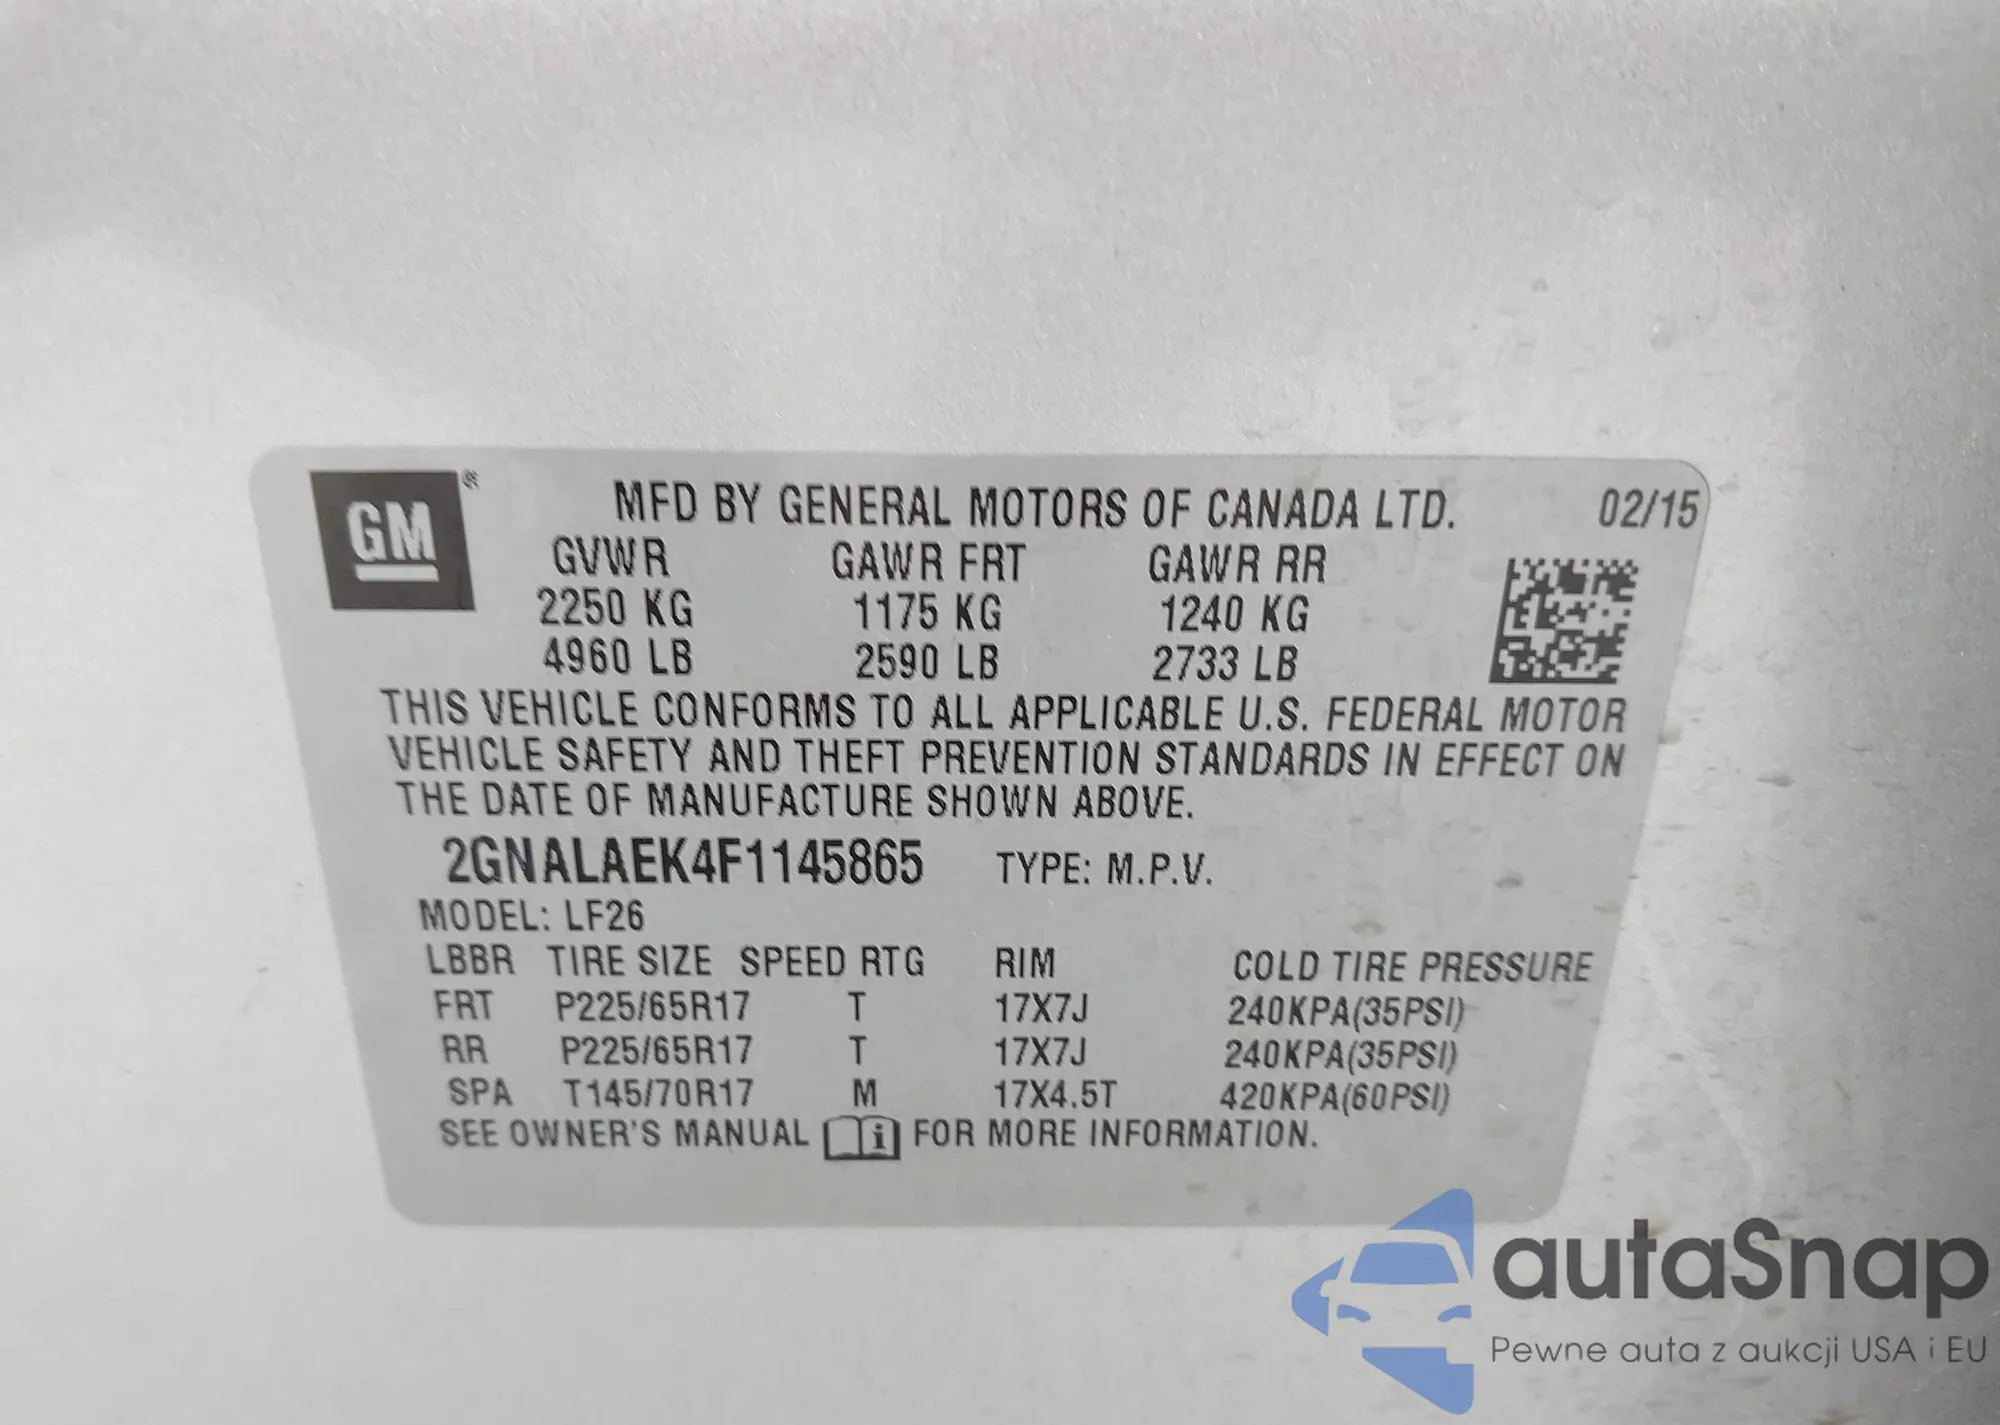 GM®
MFD BY GENERAL MOTORS OF CANADA LTD. 02/15
GVWR GAWR FRT GAWR RR
2250 KG 1175 KG 1240 KG
4960 LB 2590 LB 2733 LB
THIS VEHICLE CONFORMS TO ALL APPLICABLE U.S. FEDERAL MOTOR
VEHICLE SAFETY AND THEFT PREVENTION STANDARDS IN EFFECT ON
THE DATE OF MANUFACTURE SHOWN ABOVE.
2GNALAEK4F1145865 TYPE: M.P.V.
MODEL: LF26
LBBR TIRE SIZE SPEED RTG RIM COLD TIRE PRESSURE
FRT P225/65R17 T 17X7J 240KPA(35PSI)
RR P225/65R17 T 17X7J 240KPA(35PSI)
SPA T145/70R17 M 17X4.5T 420KPA(60PSI)
SEE OWNER'S MANUAL i FOR MORE INFORMATION.
autaSnap
Pewne auta z aukcji USA i EU